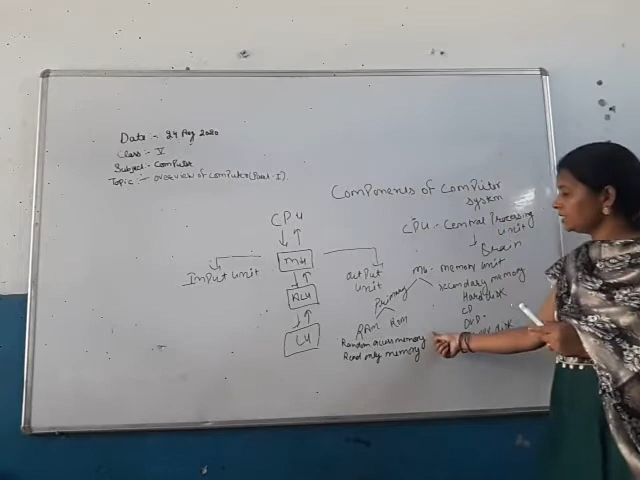 Date :- 24 Aug 2020
Class :- V
Subject :- Computer
Topic :- overview of Computer (Part-I)
Components of Computer
System
CPU - Central Processing
Unit
Brain
CPU
MU
Input Unit
output
unit
ALU
CU
MU - memory unit
Primary
secondary memory
RAM ROM
Random access memory
Read only memory
Hard disk
CD
DVD
disk